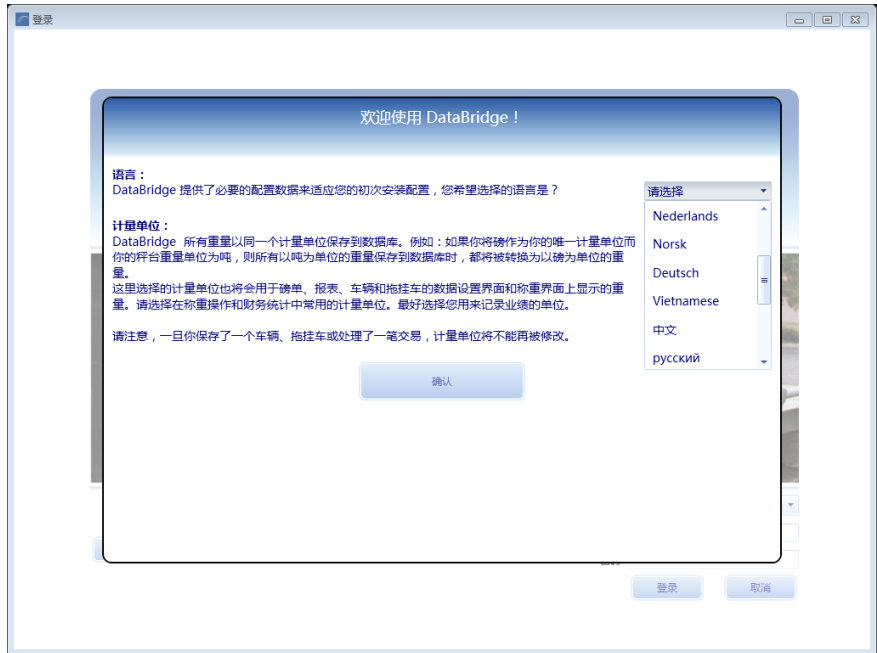 登录
欢迎使用 DataBridge！
语言：
DataBridge 提供了必要的配置数据来适应您的初次安装配置，您希望选择的语言是？
请选择
Nederlands
Norsk
Deutsch
Vietnamese
中文
русский
计量单位：
DataBridge 所有重量以同一个计量单位保存到数据库。例如：如果你将磅作为你的唯一计量单位而
你的秤台重量单位为吨，则所有以吨为单位的重量保存到数据库时，都将被转换为以磅为单位的重
量。
这里选择的计量单位也将会用于磅单、报表、车辆和拖挂车的数据设置界面和称重界面上显示的重
量。请选择在称重操作和财务统计中常用的计量单位。最好选择您用来记录业绩的单位。
请注意，一旦你保存了一个车辆、拖挂车或处理了一笔交易，计量单位将不能再被修改。
确认
登录
取消